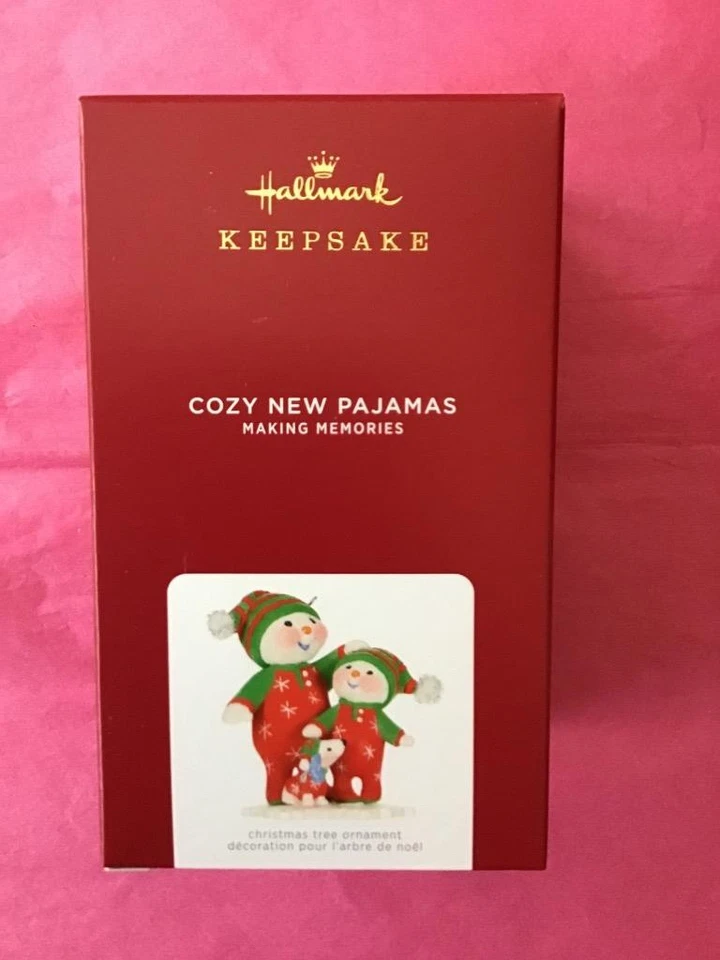 Hallmark
KEEPSAKE
COZY NEW PAJAMAS
MAKING MEMORIES
christmas tree ornament
décoration pour l'arbre de noël